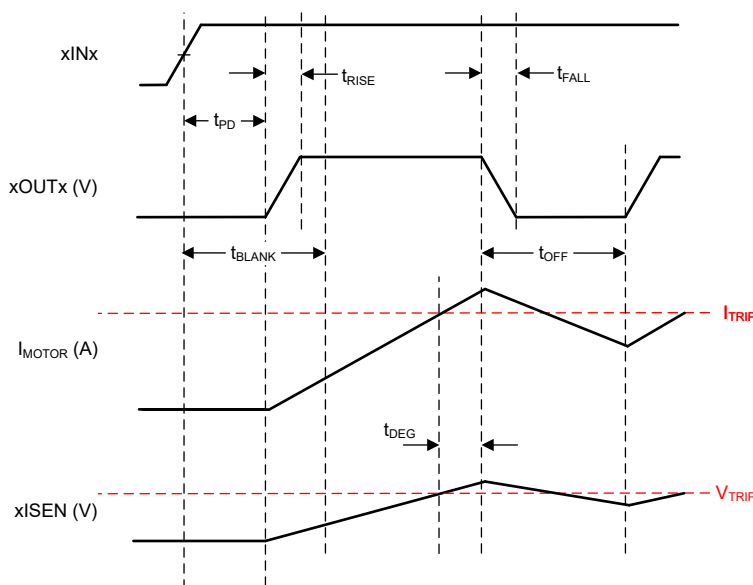 xINx
tRISE
tFALL
tPD
xOUTx (V)
tBLANK
tOFF
ITRIP
IMOTOR (A)
tDEG
VTRIP
xISEN (V)